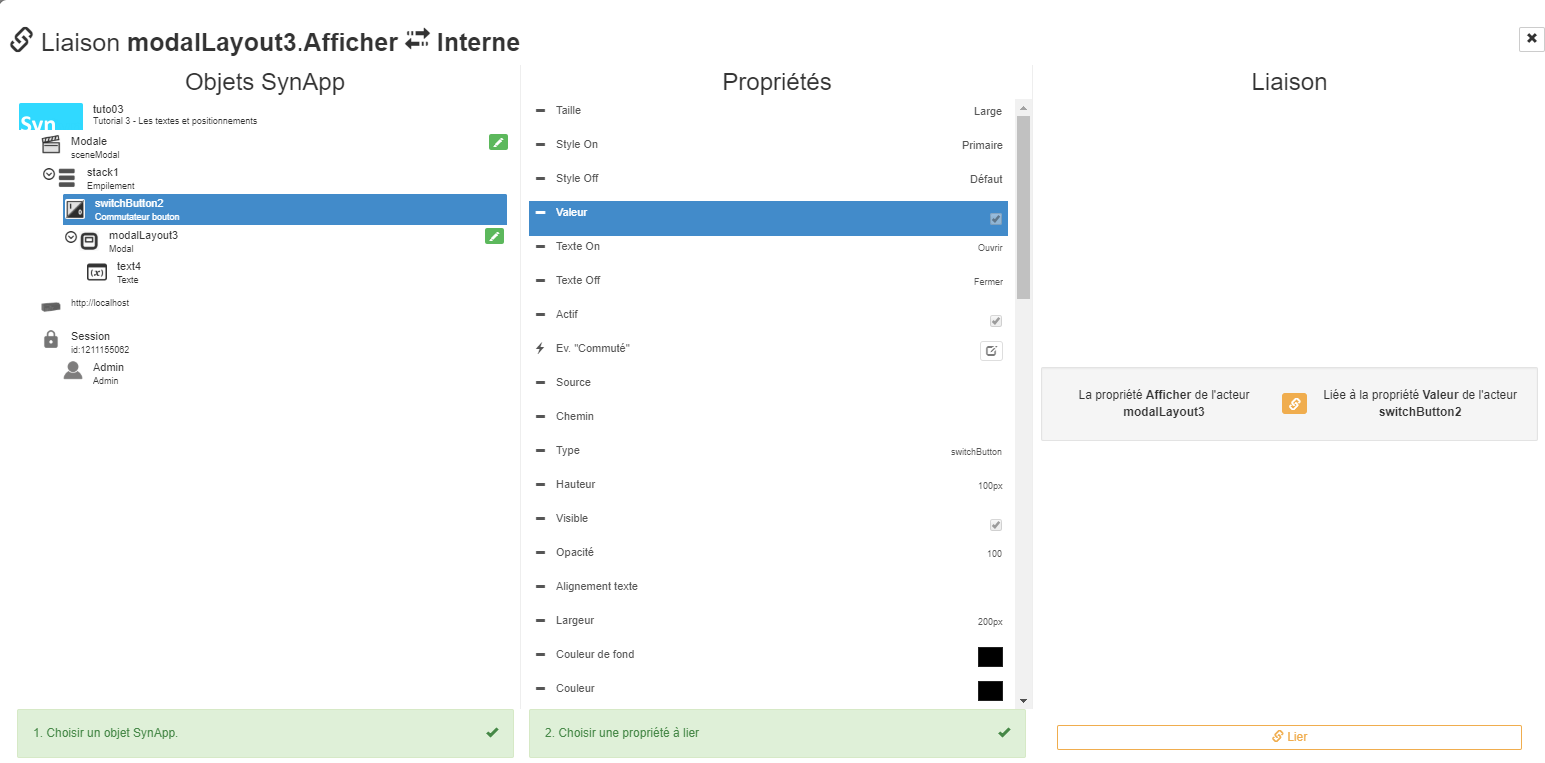 Liaison modalLayout3.Afficher Interne
Objets SynApp
Syn
tuto03
Tutorial 3 - Les textes et positionnements
Modale
sceneModal
stack1
Empilement
switchButton2
Commutateur bouton
modalLayout3
Modal
(x)
text4
Texte
http://localhost
Session
id:1211155062
Admin
Admin
1. Choisir un objet SynApp.
Propriétés
Taille Large
Style On Primaire
Style Off Défaut
Valeur
Texte On Ouvrir
Texte Off Fermer
Actif
Ev. "Commuté"
Source
Chemin
Type switchButton
Hauteur 100px
Visible
Opacité 100
Alignement texte
Largeur 200px
Couleur de fond
Couleur
2. Choisir une propriété à lier
Liaison
La propriété Afficher de l'acteur
modalLayout3
Liée à la propriété Valeur de l'acteur
switchButton2
Lier